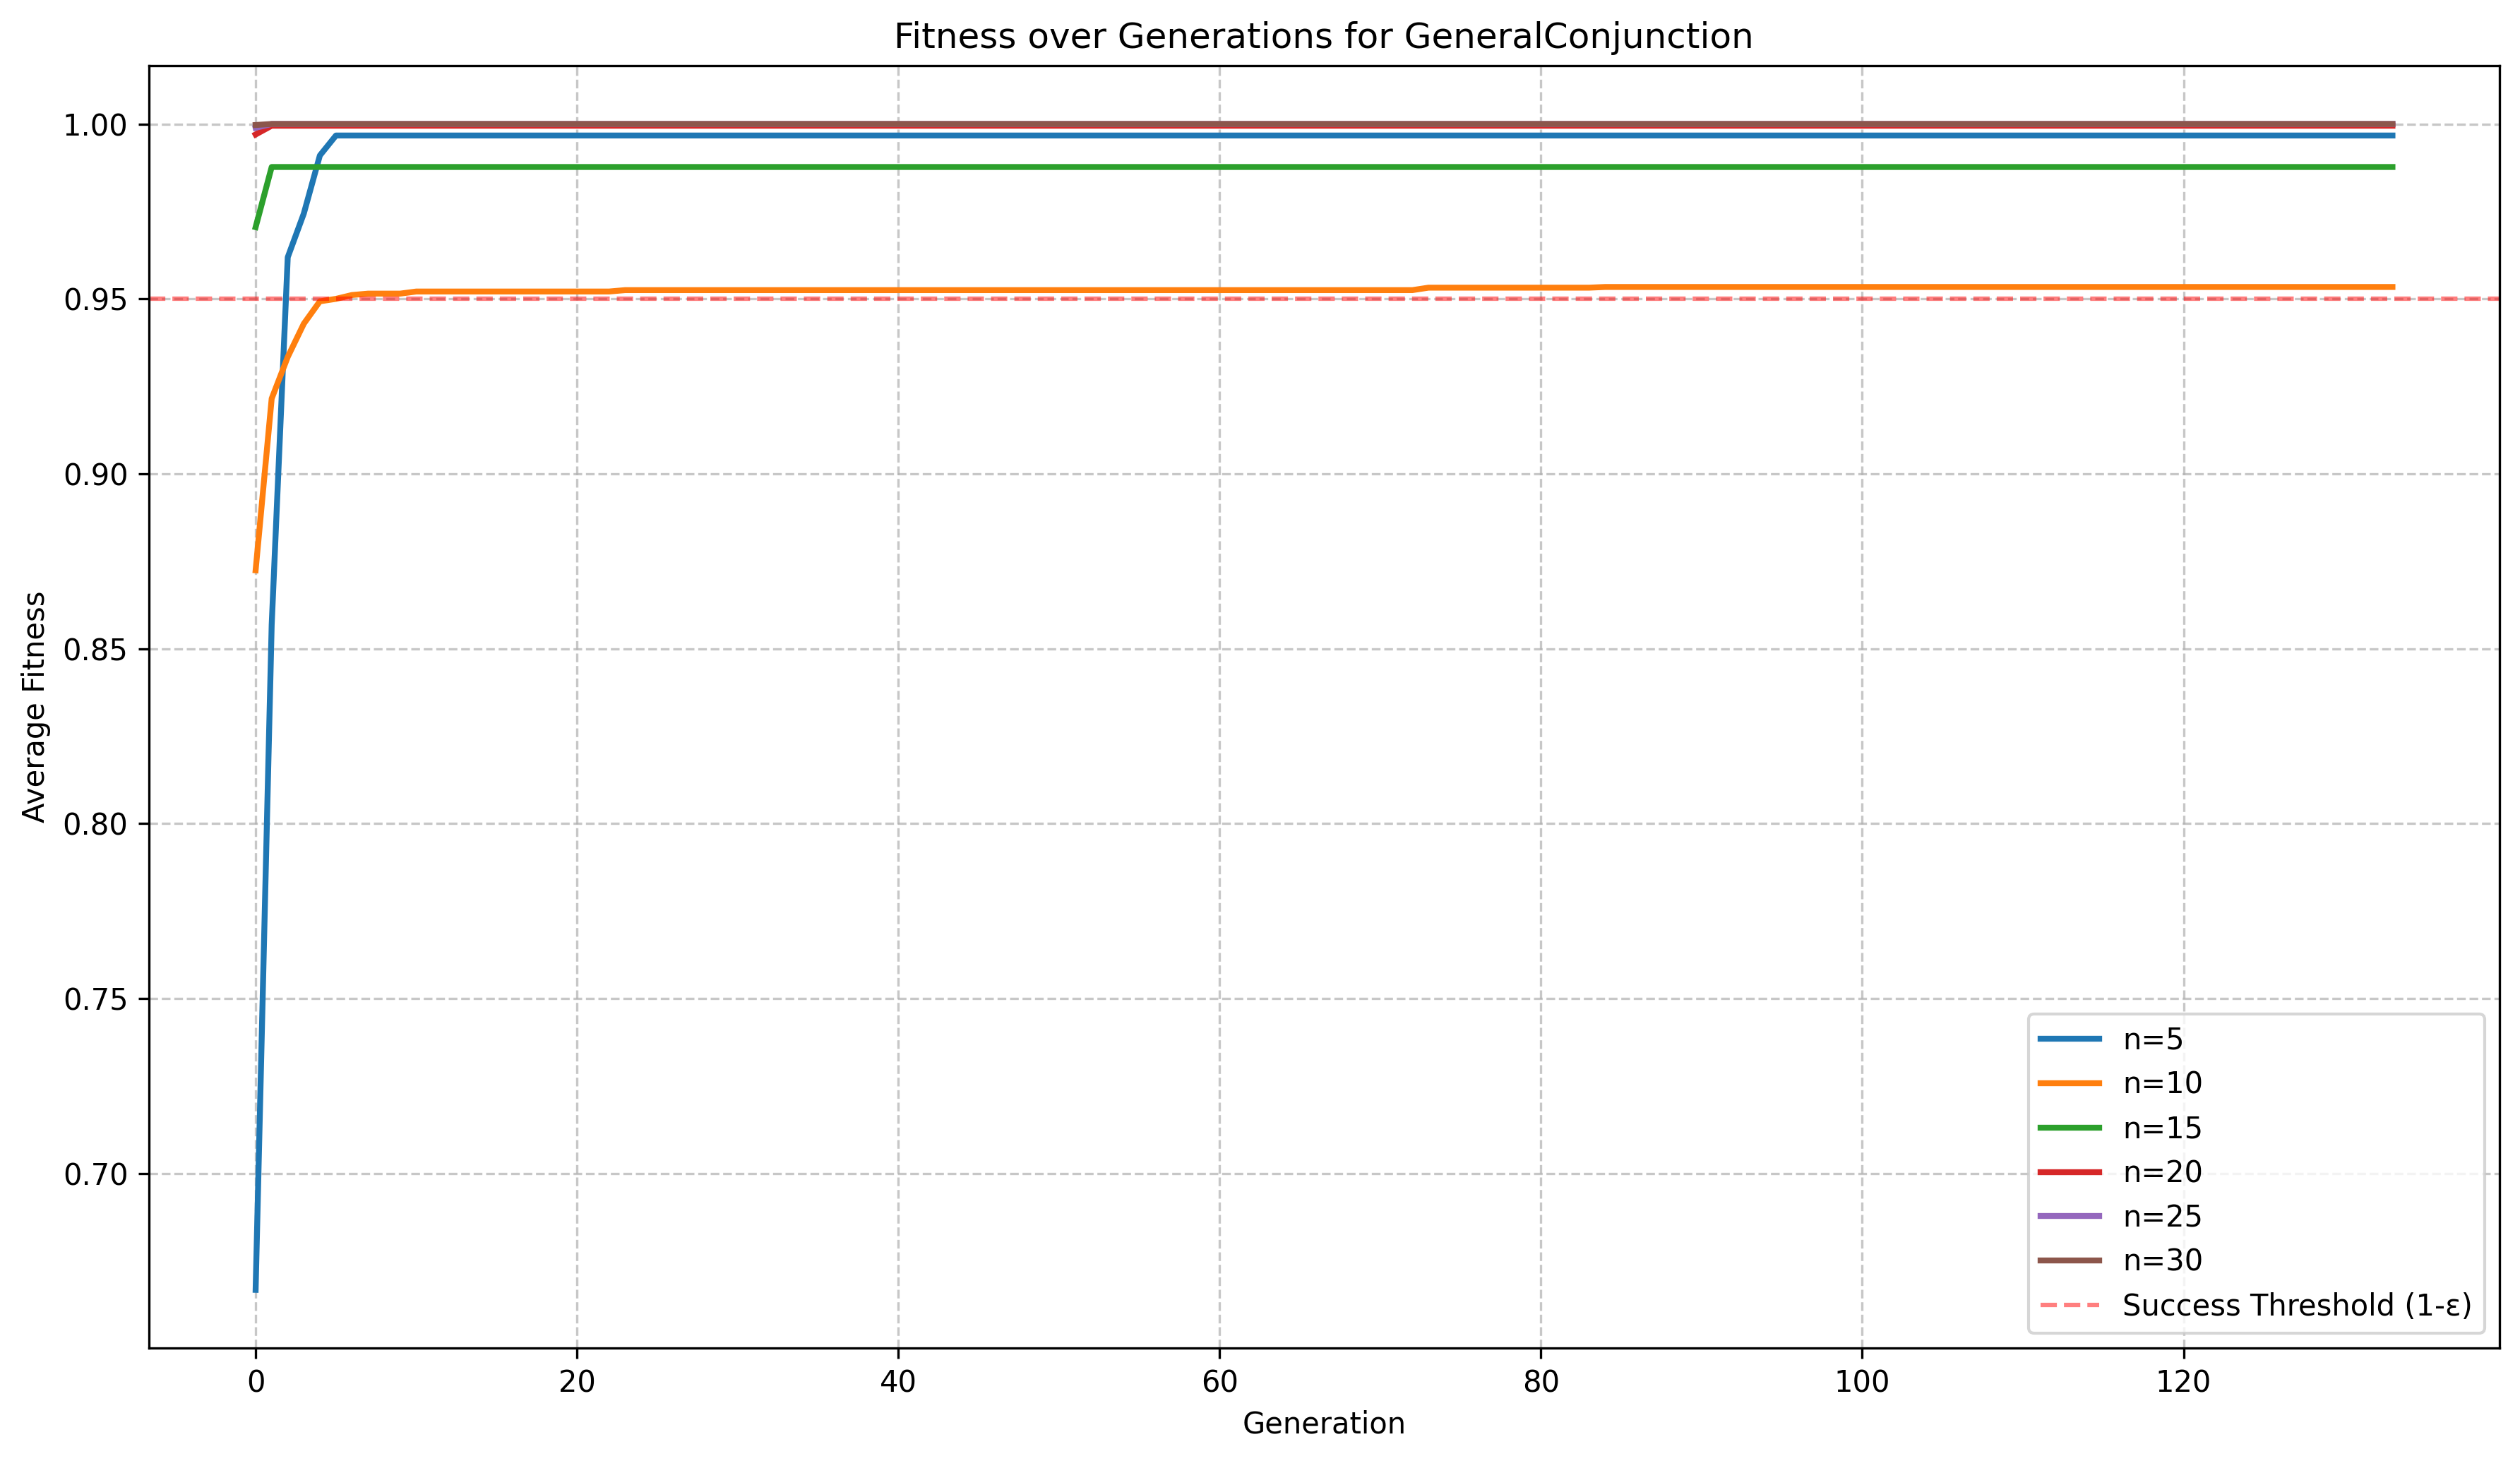 Fitness over Generations for GeneralConjunction
Average Fitness
1.00
0.95
0.90
0.85
0.80
0.75
0.70
0
20
40
60
80
100
120
Generation
n=5
n=10
n=15
n=20
n=25
n=30
Success Threshold (1-ε)